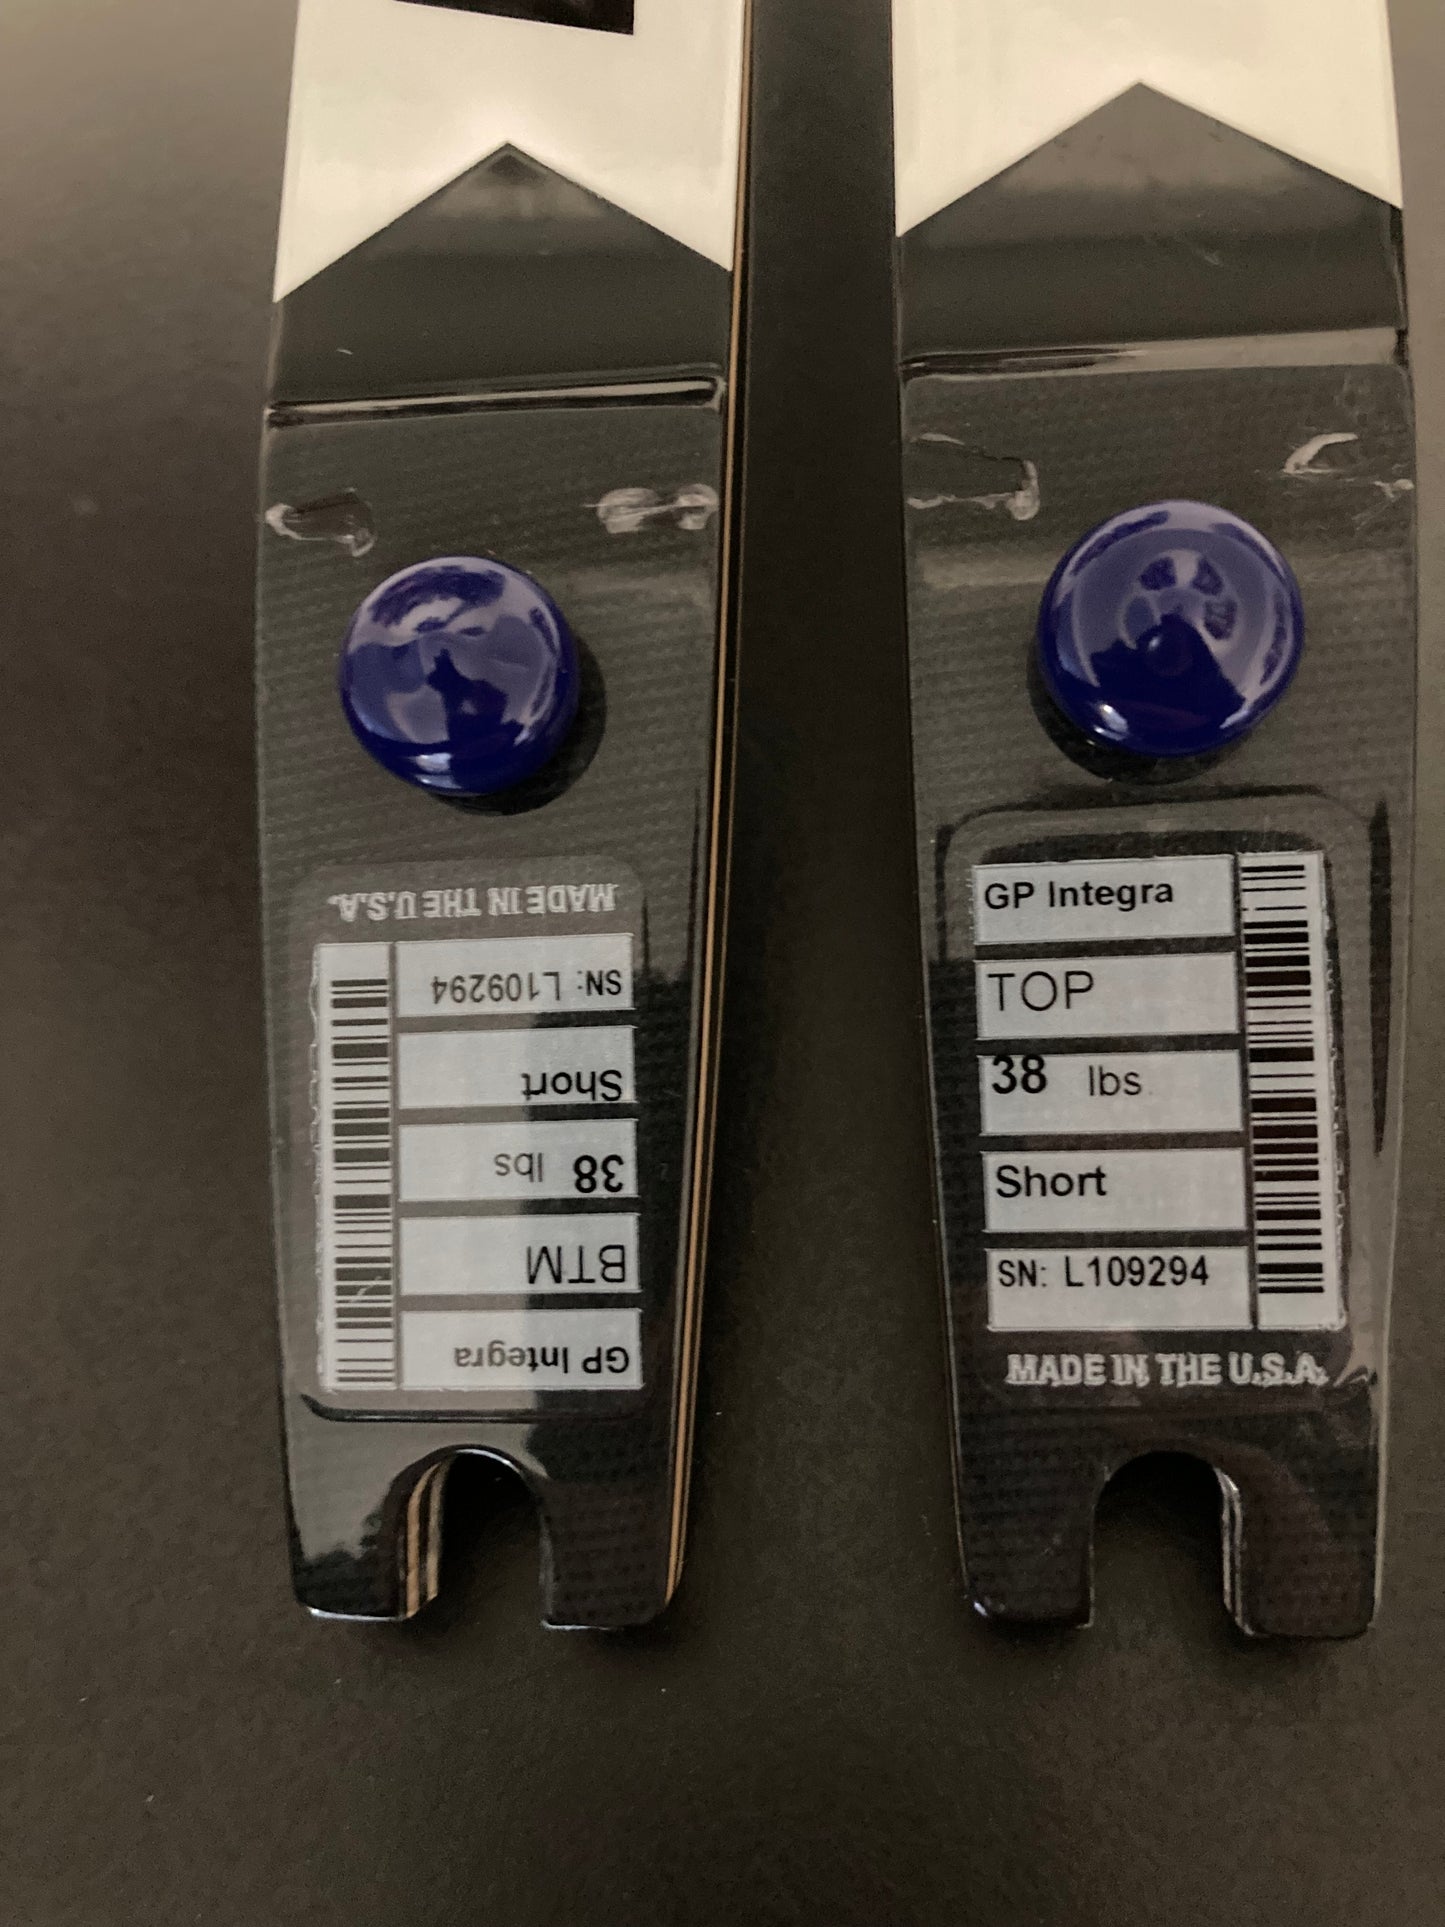 GP Integra
BTM
38 lbs
Short
SN: L109294
MADE IN THE U.S.A.
GP Integra
TOP
38 lbs
Short
SN: L109294
MADE IN THE U.S.A.